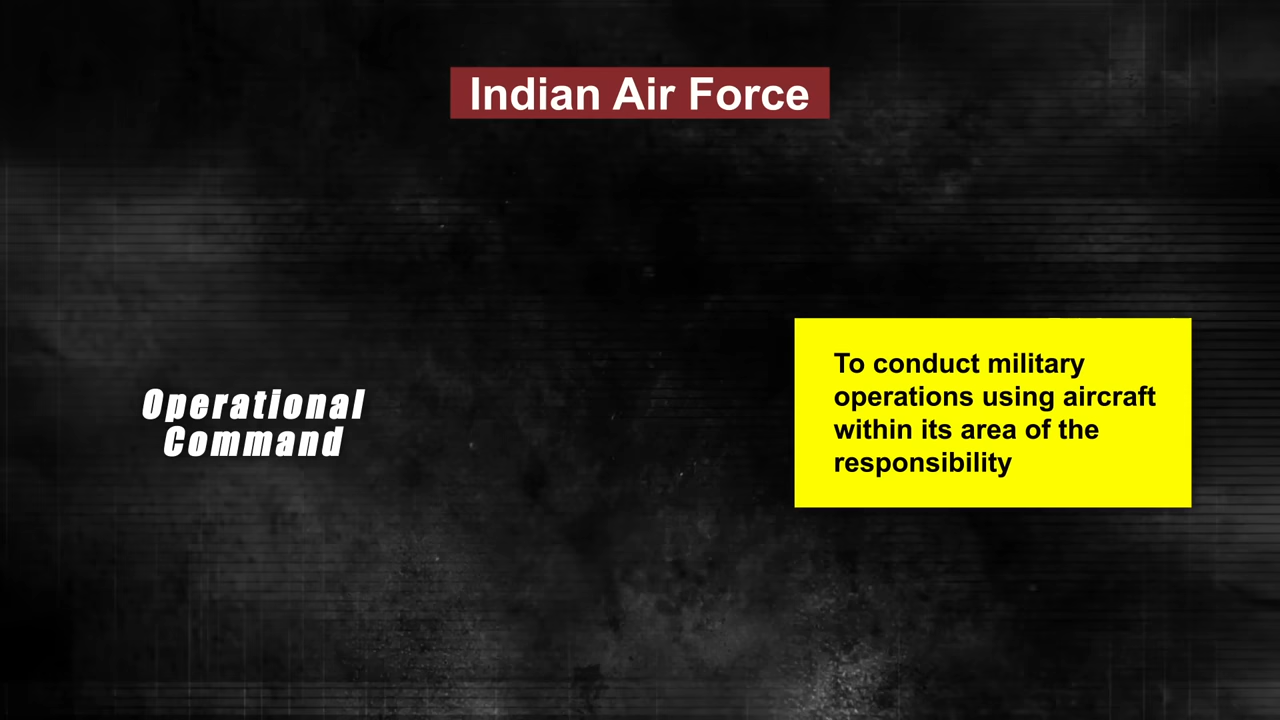 Indian Air Force
Operational
Command
To conduct military
operations using aircraft
within its area of the
responsibility